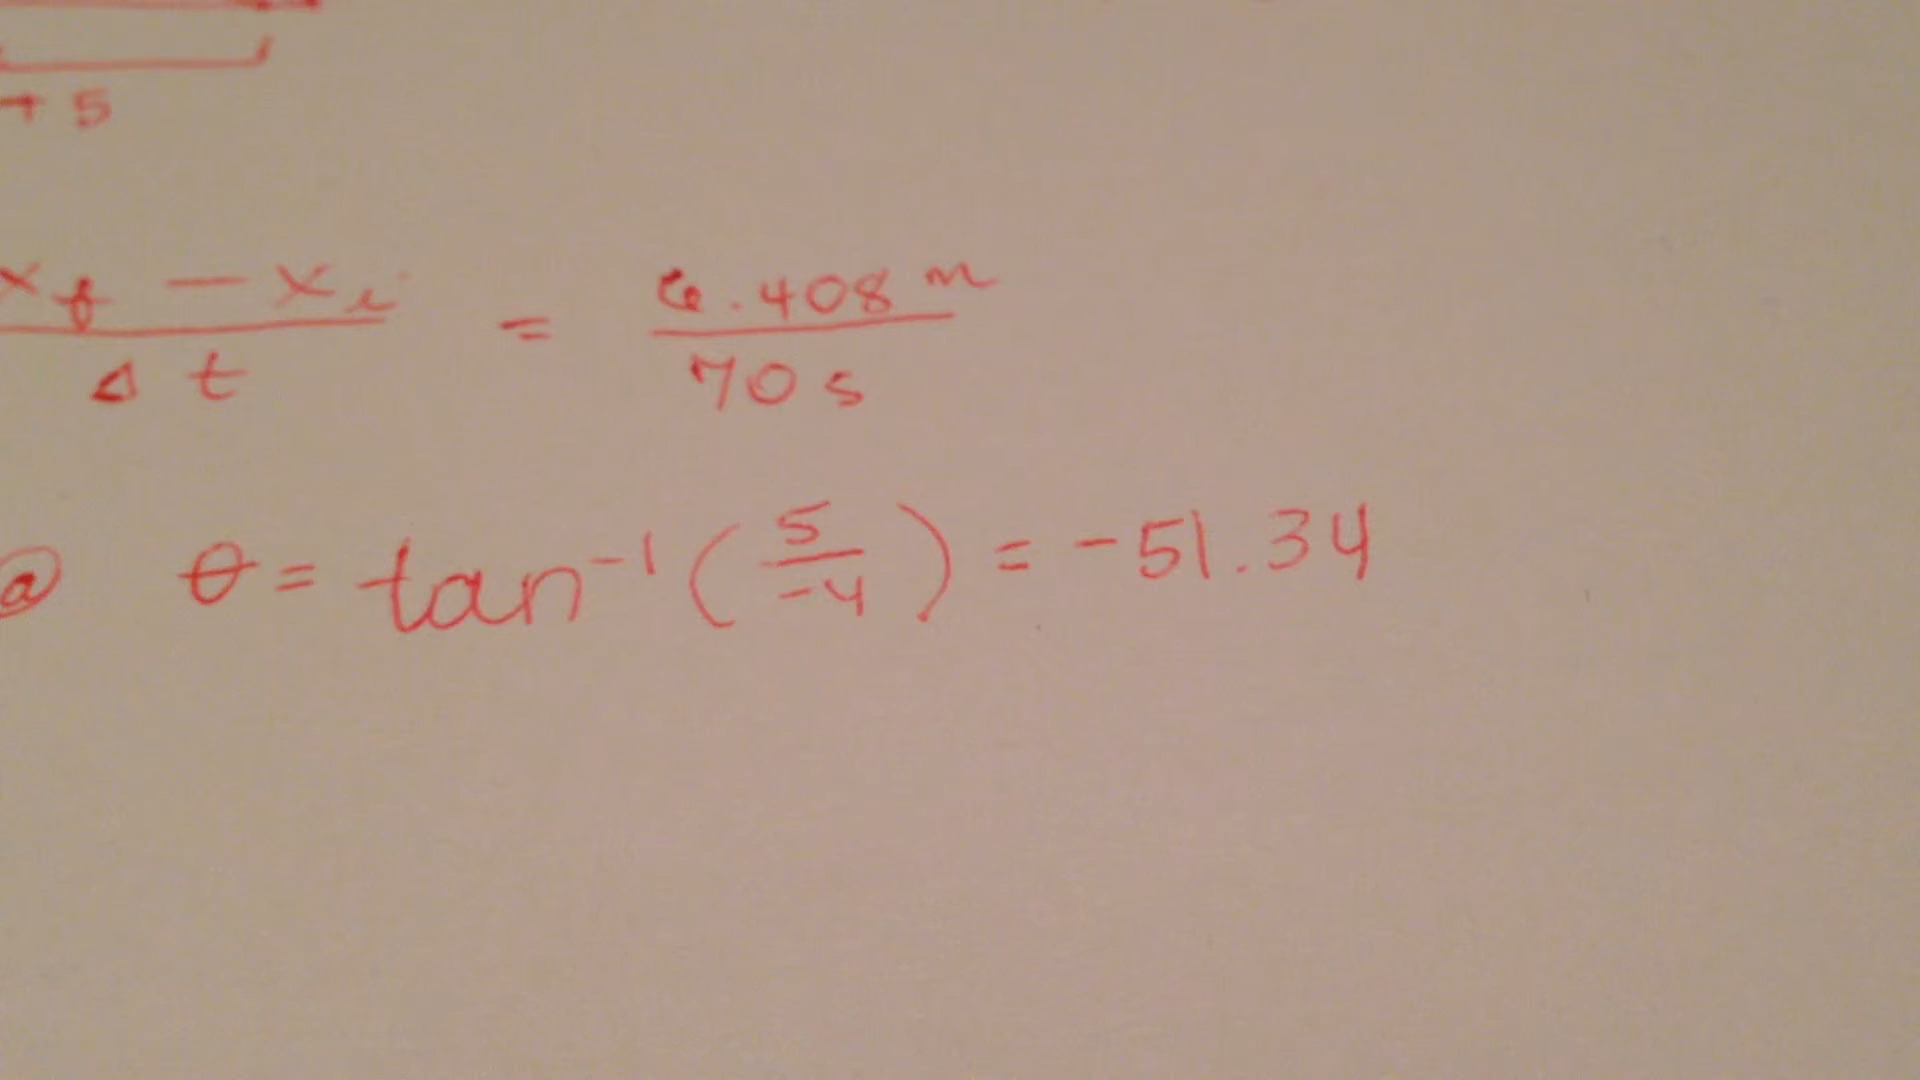 + 5
xf - xi / Δt = 6.408 m / 70 s
@ θ = tan⁻¹(5/-4) = -51.34